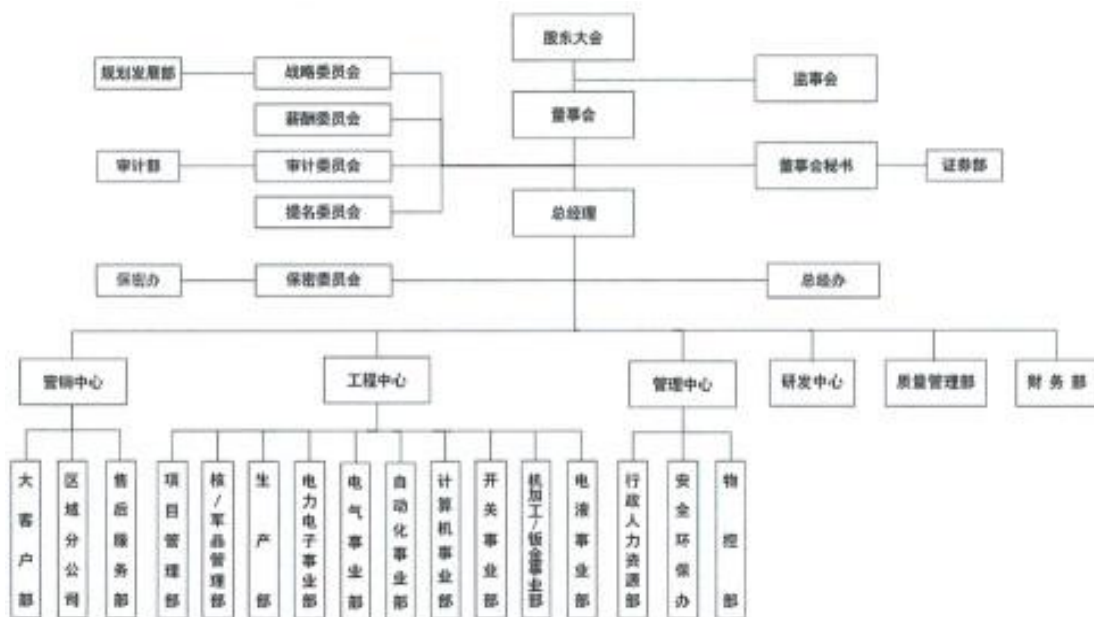 股东大会
规划发展部
战略委员会
监事会
董事会
薪酬委员会
审计部
审计委员会
董事会秘书
证券部
提名委员会
总经理
保密办
保密委员会
总经办
营销中心
工程中心
管理中心
研发中心
质量管理部
财务部
大客户部
区域分公司
售后服务部
项目管理部
核/军品管理部
生产部
电力电子事业部
电气事业部
自动化事业部
计算机事业部
开关事业部
机加工/钣金事业部
电液事业部
行政人力资源部
安全环保办
物控部